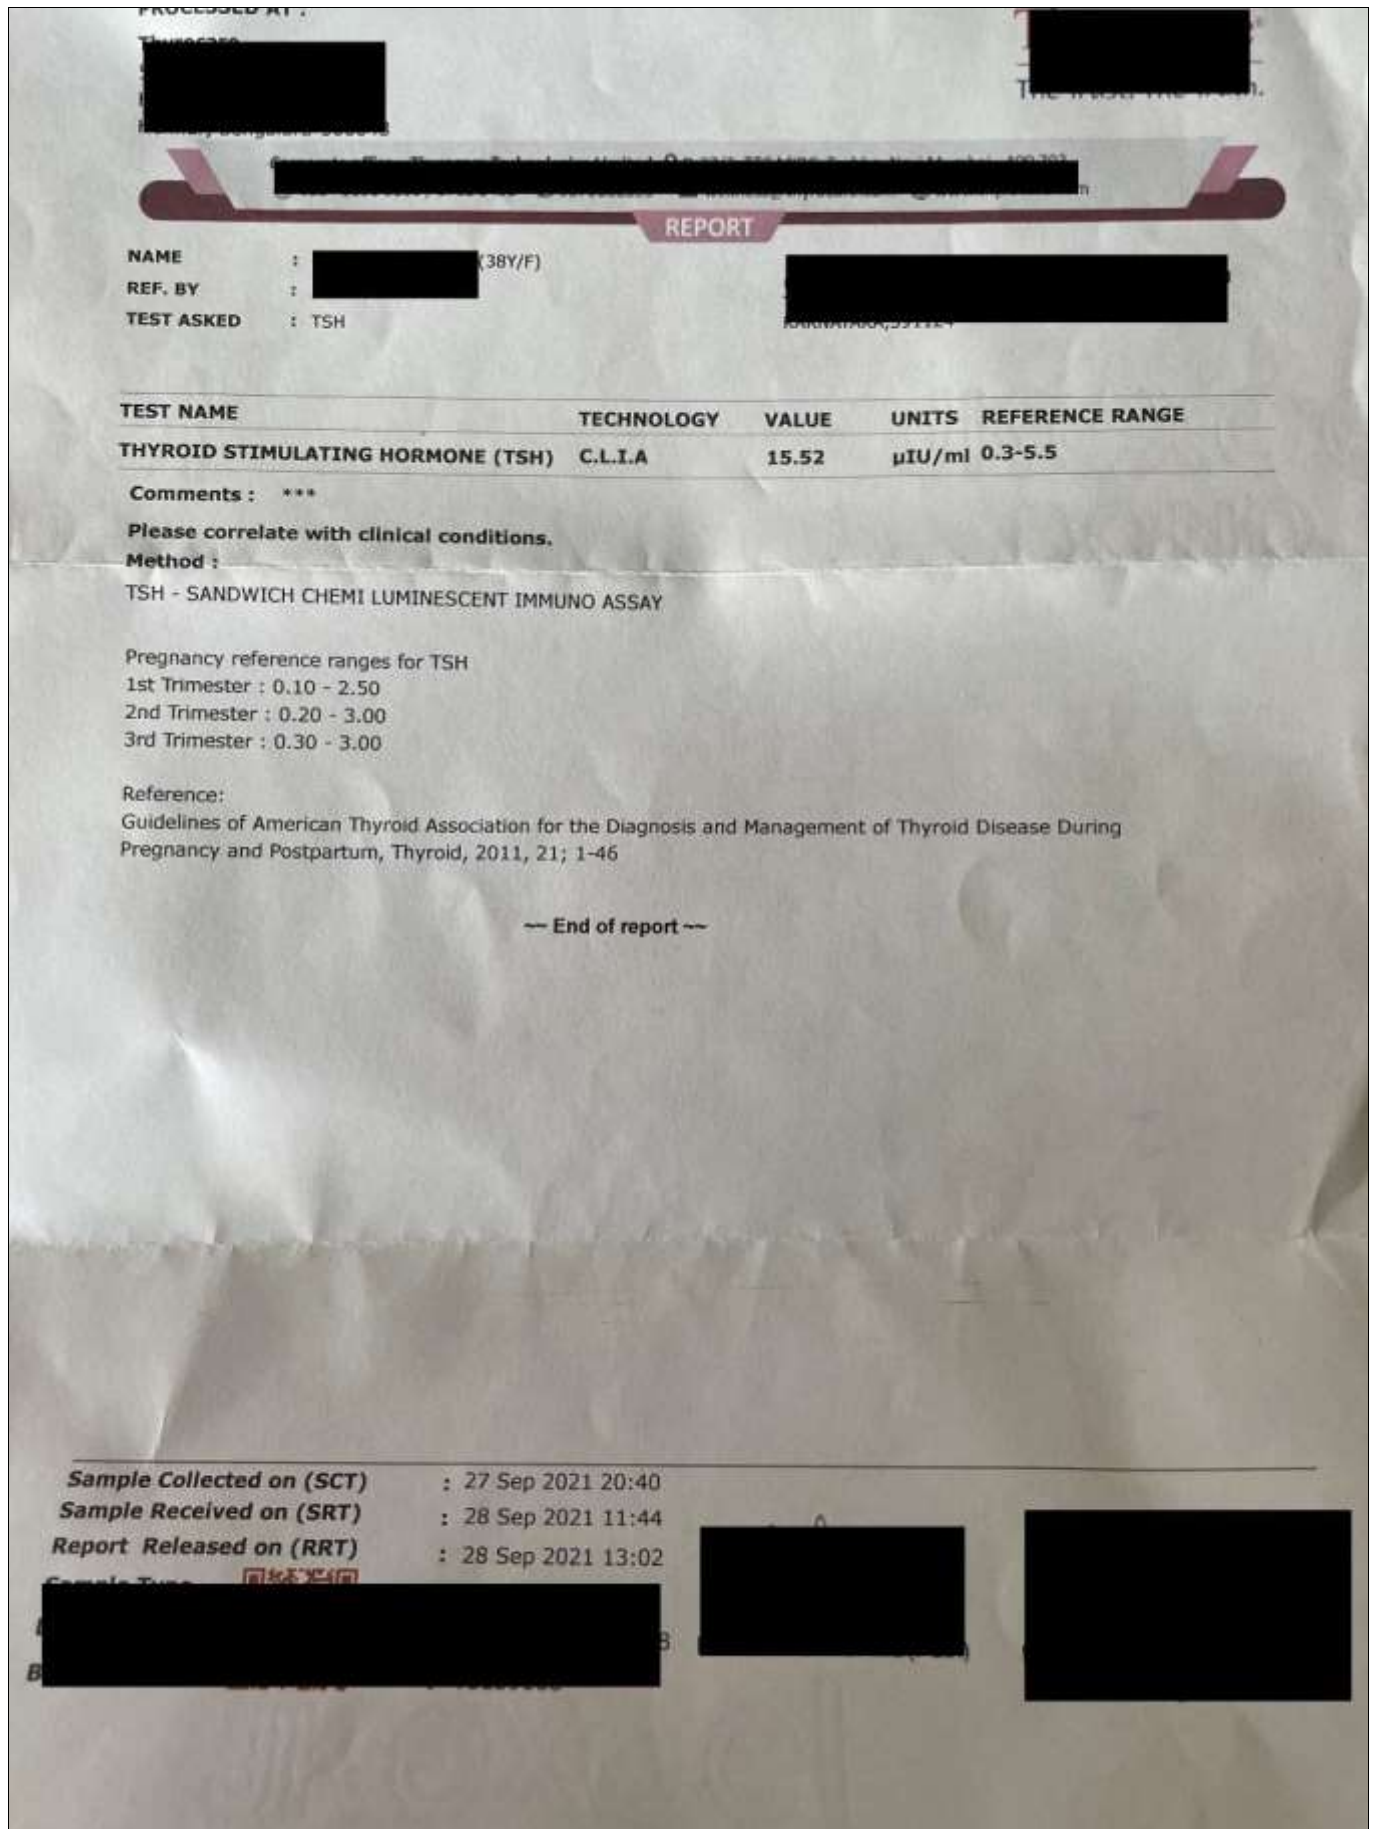 PROCESSED AT :
Thyrocare
REPORT
NAME : (38Y/F)
REF. BY :
TEST ASKED : TSH
TEST NAME TECHNOLOGY VALUE UNITS REFERENCE RANGE
THYROID STIMULATING HORMONE (TSH) C.L.I.A 15.52 µIU/ml 0.3-5.5
Comments : ***
Please correlate with clinical conditions.
Method :
TSH - SANDWICH CHEMI LUMINESCENT IMMUNO ASSAY
Pregnancy reference ranges for TSH
1st Trimester : 0.10 - 2.50
2nd Trimester : 0.20 - 3.00
3rd Trimester : 0.30 - 3.00
Reference:
Guidelines of American Thyroid Association for the Diagnosis and Management of Thyroid Disease During
Pregnancy and Postpartum, Thyroid, 2011, 21; 1-46
~~ End of report ~~
Sample Collected on (SCT) : 27 Sep 2021 20:40
Sample Received on (SRT) : 28 Sep 2021 11:44
Report Released on (RRT) : 28 Sep 2021 13:02
Sample Type